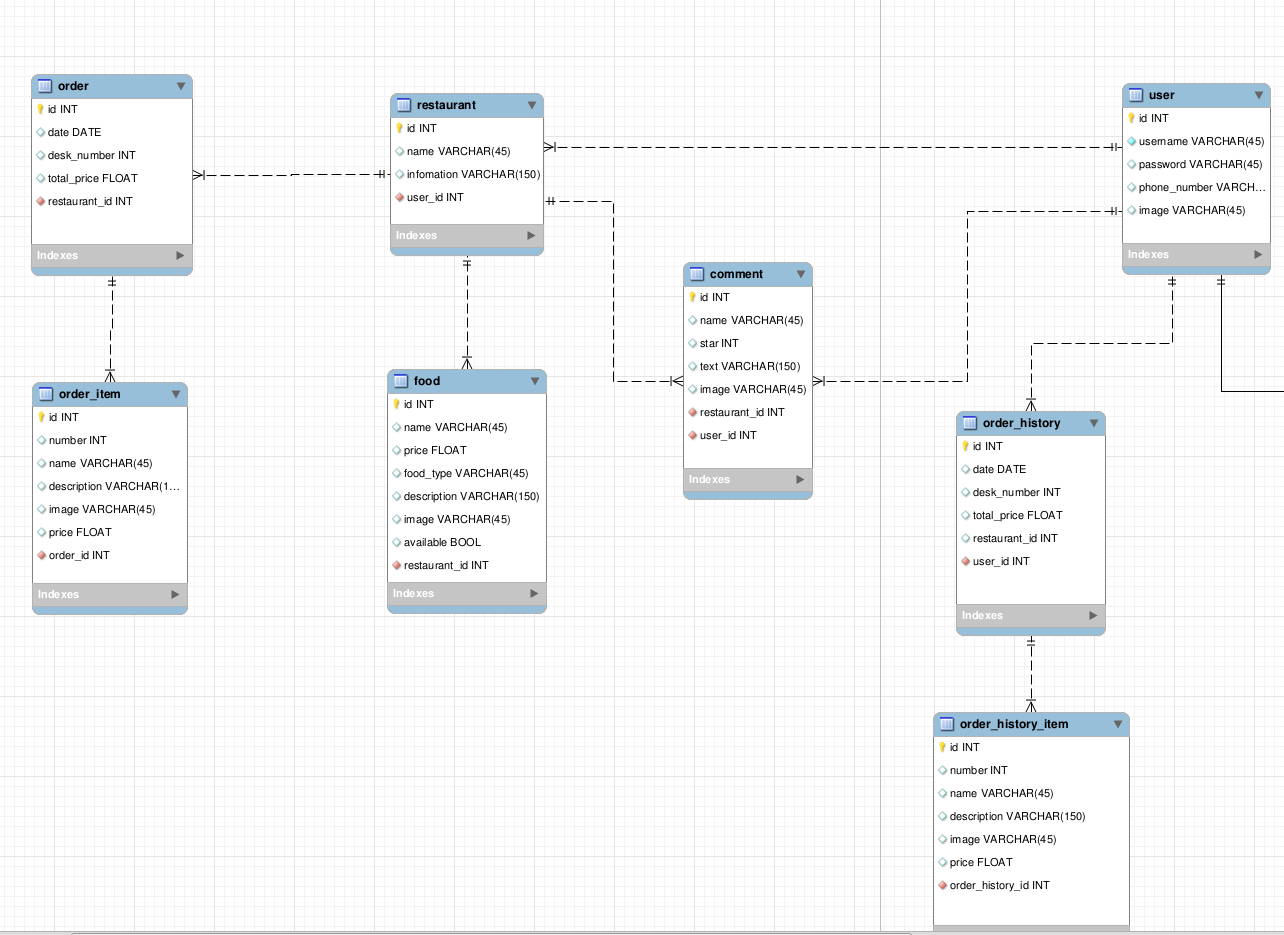 order
id INT
date DATE
desk_number INT
total_price FLOAT
restaurant_id INT
Indexes
restaurant
id INT
name VARCHAR(45)
infomation VARCHAR(150)
user_id INT
Indexes
user
id INT
username VARCHAR(45)
password VARCHAR(45)
phone_number VARCH...
image VARCHAR(45)
Indexes
comment
id INT
name VARCHAR(45)
star INT
text VARCHAR(150)
image VARCHAR(45)
restaurant_id INT
user_id INT
Indexes
order_item
id INT
number INT
name VARCHAR(45)
description VARCHAR(1...
image VARCHAR(45)
price FLOAT
order_id INT
Indexes
food
id INT
name VARCHAR(45)
price FLOAT
food_type VARCHAR(45)
description VARCHAR(150)
image VARCHAR(45)
available BOOL
restaurant_id INT
Indexes
order_history
id INT
date DATE
desk_number INT
total_price FLOAT
restaurant_id INT
user_id INT
Indexes
order_history_item
id INT
number INT
name VARCHAR(45)
description VARCHAR(150)
image VARCHAR(45)
price FLOAT
order_history_id INT